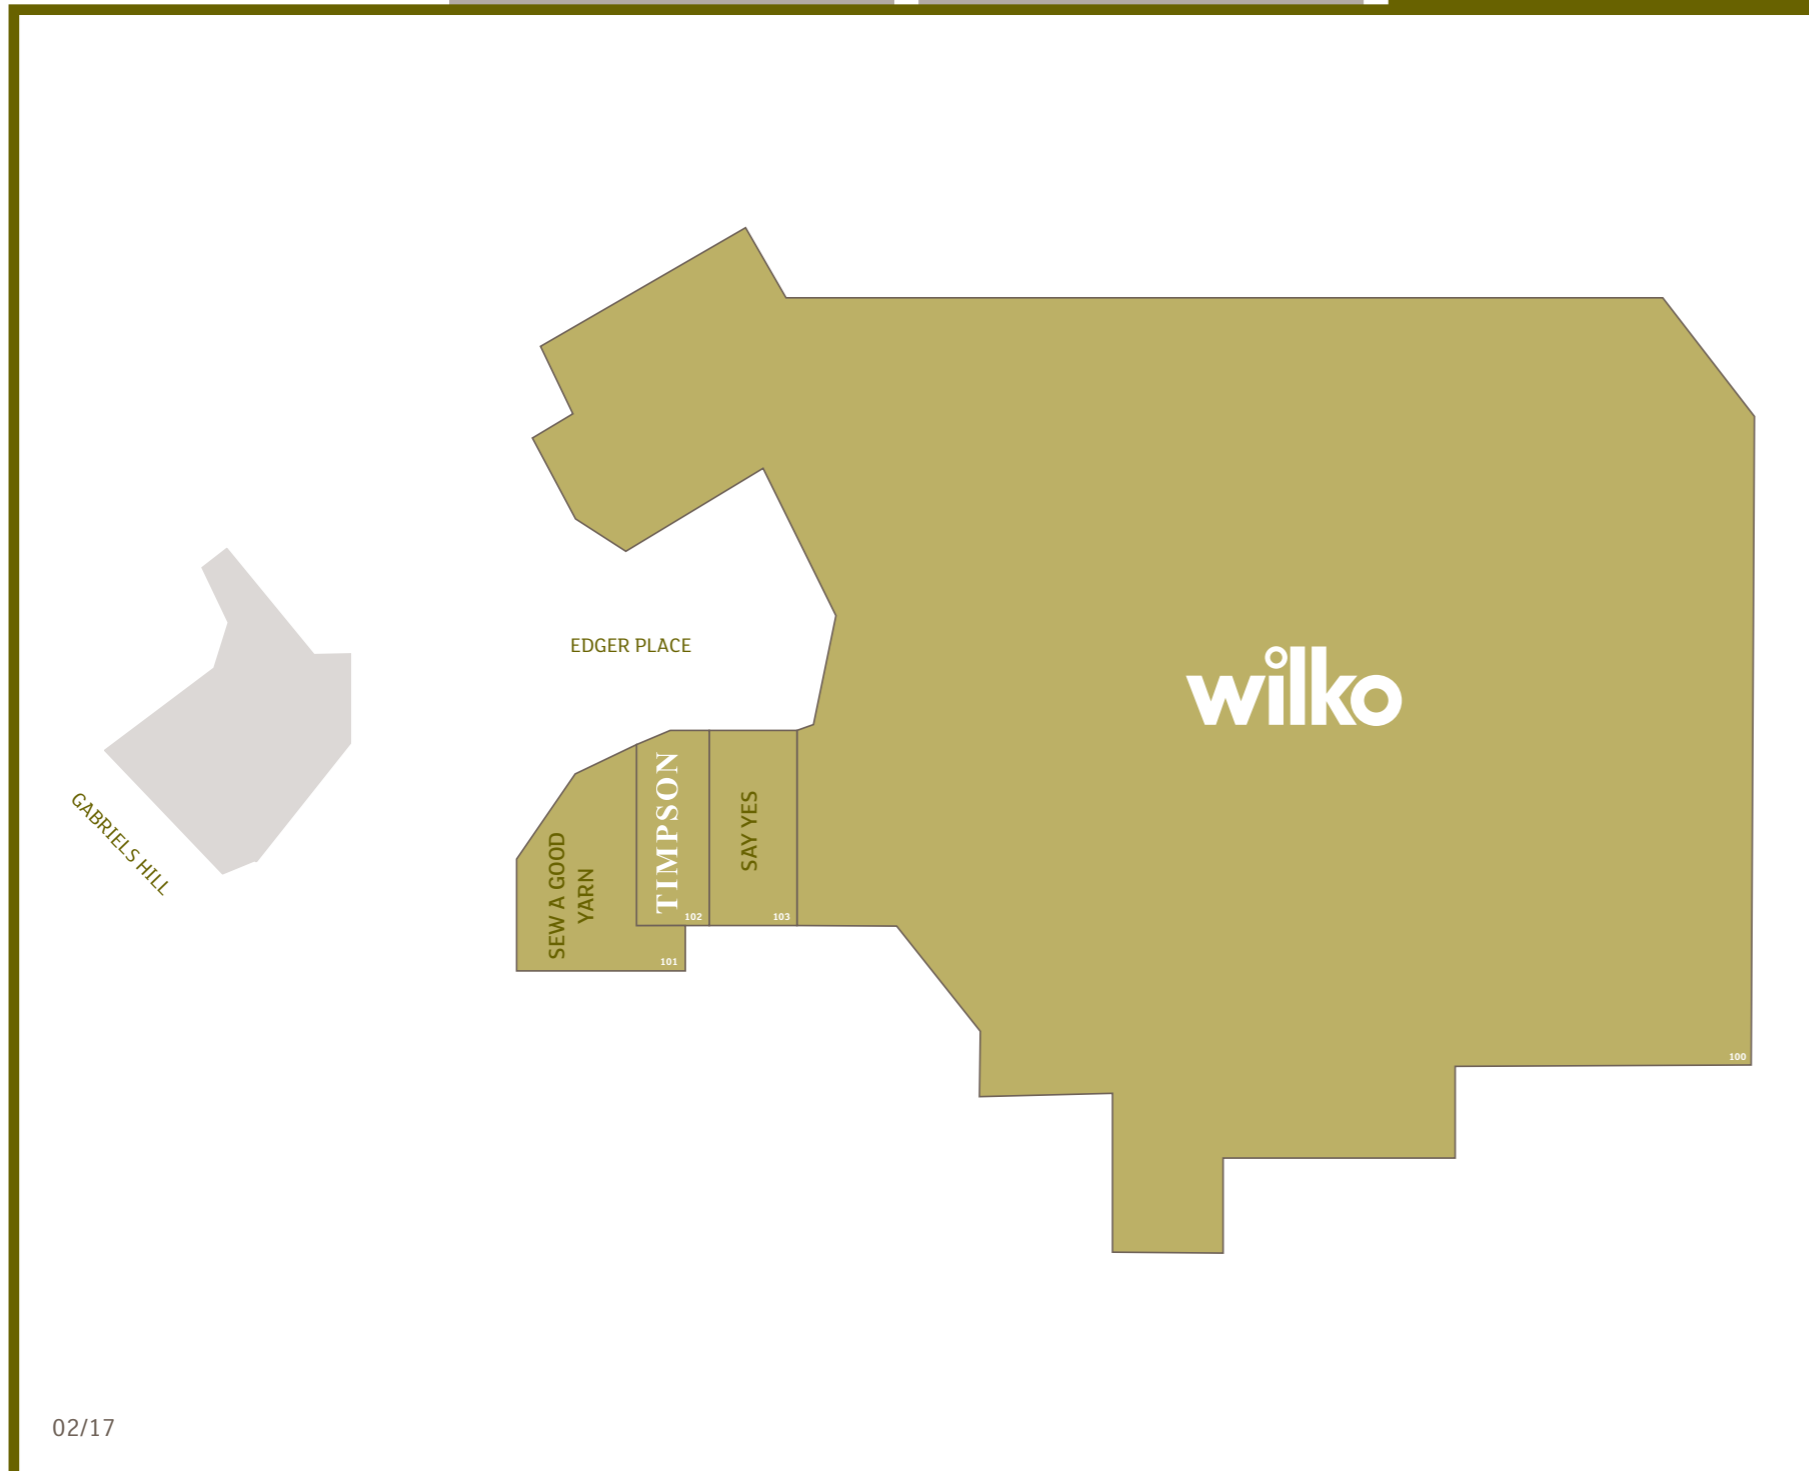 EDGER PLACE
wilko
GABRIELS HILL
SEW A GOOD
YARN
101
TIMPSON
102
SAY YES
103
100
02/17